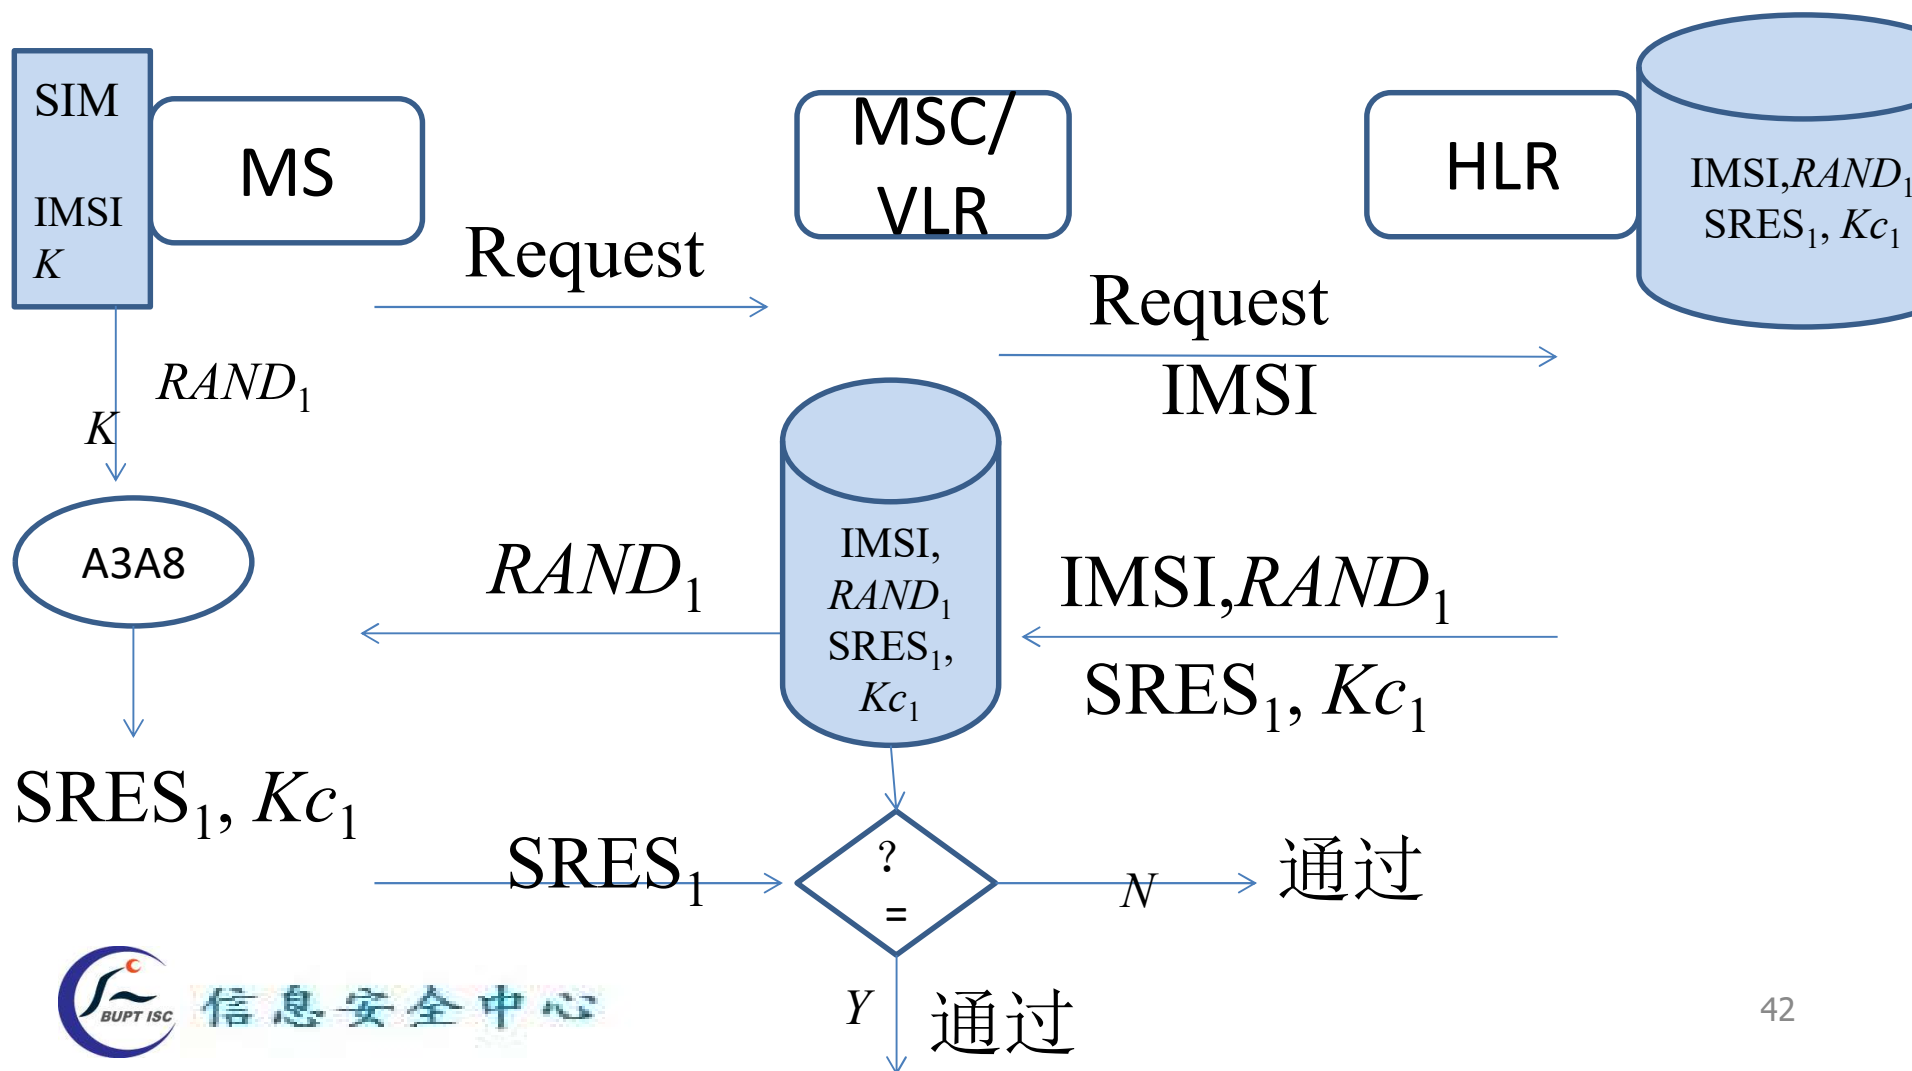 SIM
IMSI
K
MS
MSC/
VLR
HLR
IMSI,RAND1
SRES1, Kc1
Request
Request
IMSI
RAND1
K
A3A8
RAND1
IMSI,
RAND1
SRES1,
Kc1
IMSI,RAND1
SRES1, Kc1
SRES1, Kc1
SRES1
?
=
N
通过
Y
通过
BUPT ISC
信息安全中心
42